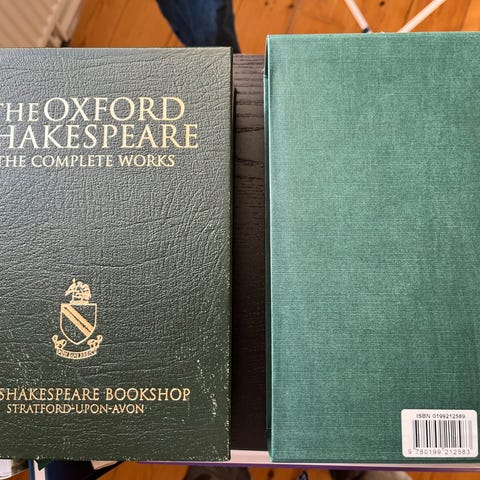 THE OXFORD
HAKESPEARE
THE COMPLETE WORKS
SHAKESPEARE BOOKSHOP
STRATFORD-UPON-AVON
ISBN 0199212589
9 780199 212583